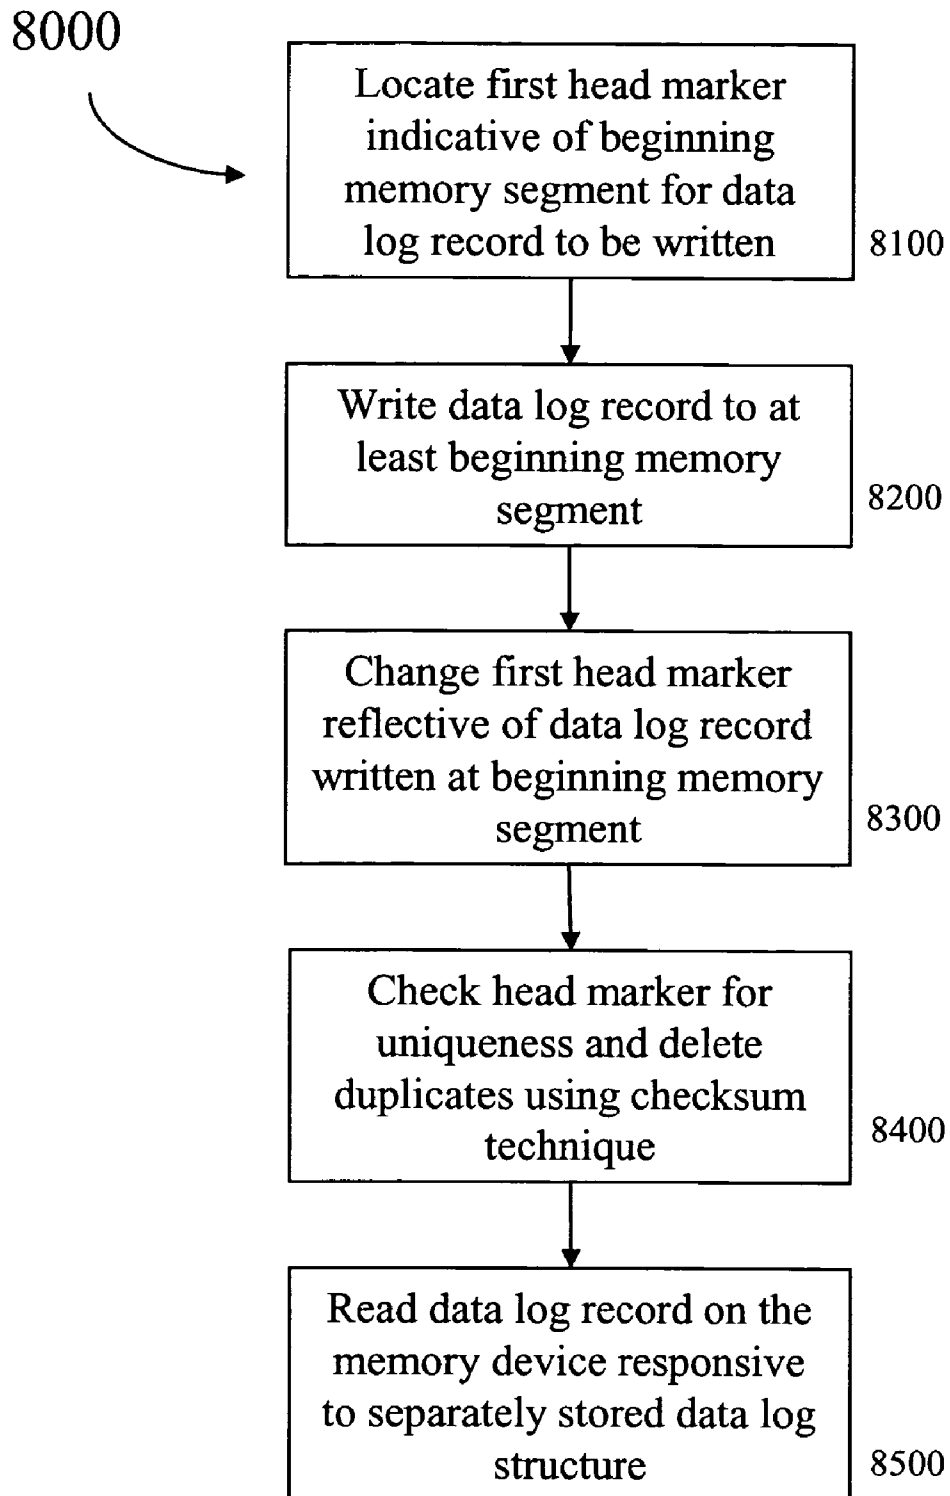 8000
Locate first head marker
indicative of beginning
memory segment for data
log record to be written
8100
Write data log record to at
least beginning memory
segment
8200
Change first head marker
reflective of data log record
written at beginning memory
segment
8300
Check head marker for
uniqueness and delete
duplicates using checksum
technique
8400
Read data log record on the
memory device responsive
to separately stored data log
structure
8500